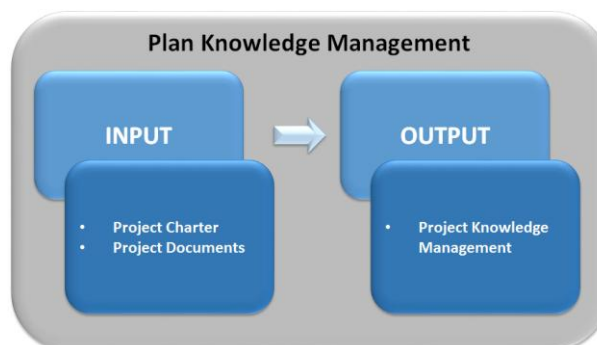 Plan Knowledge Management
INPUT
• Project Charter
• Project Documents
OUTPUT
• Project Knowledge
Management